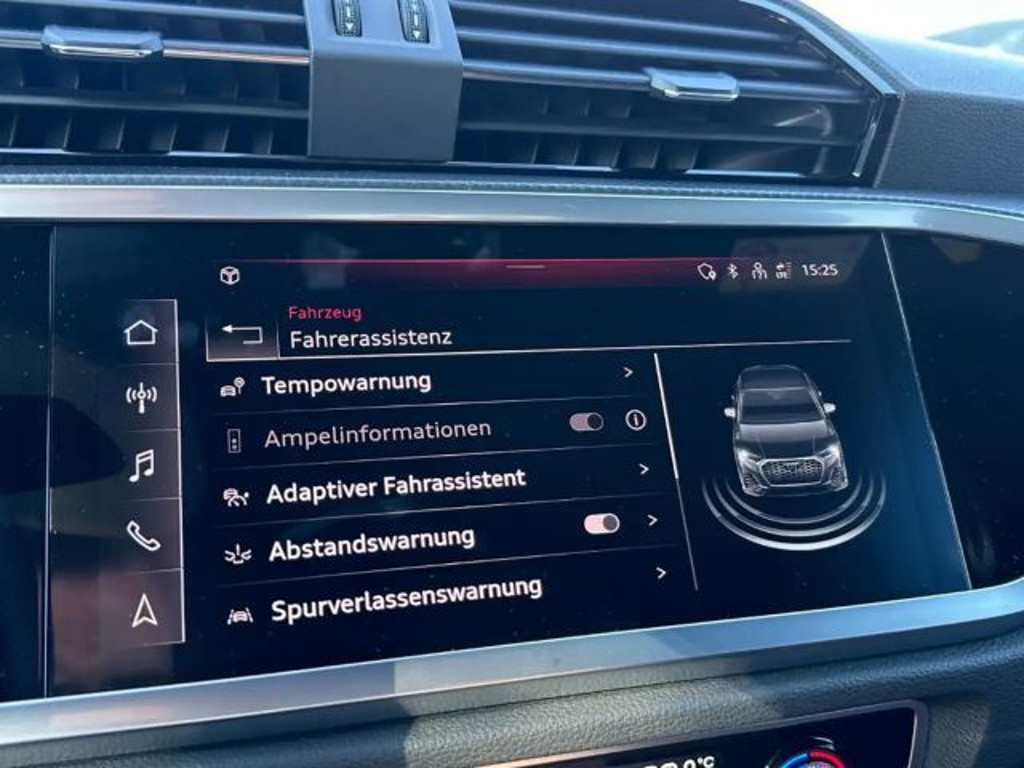 15:25
Fahrzeug
Fahrerassistenz
Tempowarnung
Ampelinformationen
Adaptiver Fahrassistent
Abstandswarnung
Spurverlassenswarnung